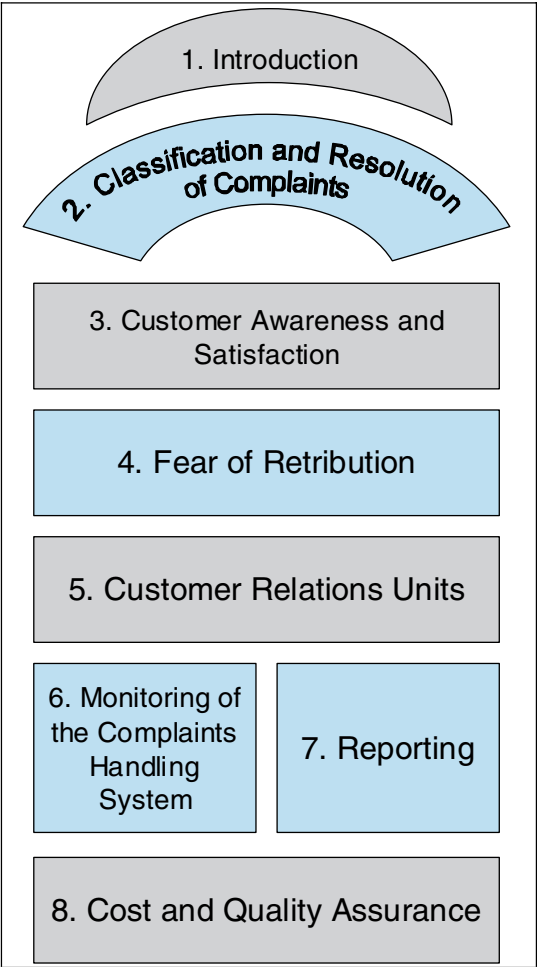 1. Introduction
2. Classification and Resolution
of Complaints
3. Customer Awareness and
Satisfaction
4. Fear of Retribution
5. Customer Relations Units
6. Monitoring of
the Complaints
Handling
System
7. Reporting
8. Cost and Quality Assurance